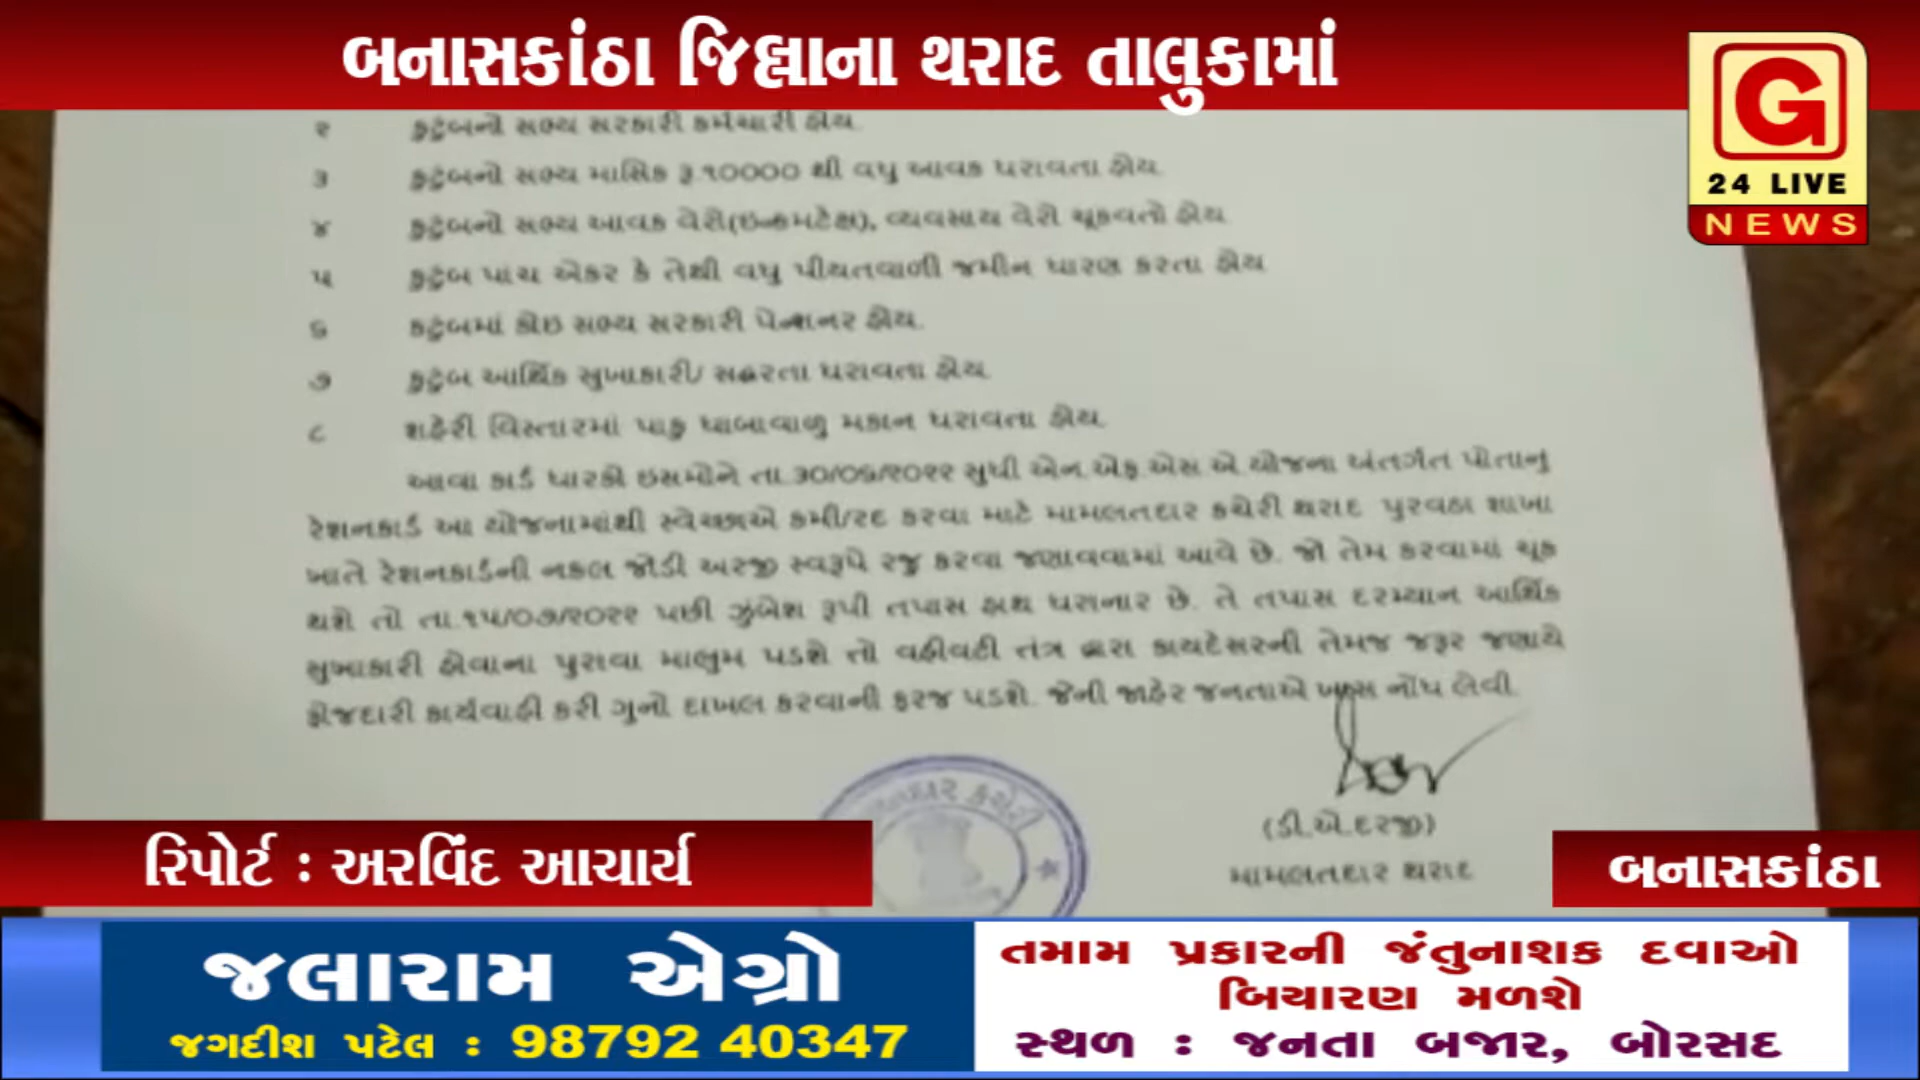 બનાસકાંઠા જિલ્લાના થરાદ તાલુકામાં
G
24 LIVE
NEWS
૨ કુટુંબનો સભ્ય સરકારી કર્મચારી હોય.
૩ કુટુંબનો સભ્ય માસિક રૂ.૧૦૦૦૦ થી વધુ આવક ધરાવતા હોય.
૪ કુટુંબનો સભ્ય આવક વેરો(ઇન્કમટેક્ષ), વ્યવસાય વેરો ચૂકવતો હોય
૫ કુટુંબ પાંચ એકર કે તેથી વધુ પીયતવાળી જમીન ધારણ કરતા હોય
૬ કટુંબમાં કોઇ સભ્ય સરકારી પેન્શનર હોય.
૭ કુટુંબ આર્થિક સુખાકારી/ સદ્ધરતા ધરાવતા હોય.
૮ શહેરી વિસ્તારમાં પાકુ ધાબાવાળુ મકાન ધરાવતા હોય.
આવા કાર્ડ ધારકો ઇસમોને તા.૩૦/૦૬/૨૦૨૨ સુધી એન.એફ.એસ.એ.યોજના અંતર્ગત પોતાનુ
રેશનકાર્ડ આ યોજનામાંથી સ્વેચ્છાએ કમી/રદ કરવા માટે મામલતદાર કચેરી થરાદ પુરવઠા શાખા
ખાતે રેશનકાર્ડની નકલ જોડી અરજી સ્વરૂપે રજુ કરવા જણાવવામાં આવે છે. જો તેમ કરવામાં ચૂક
થશે તો તા.૧૫/૦૭/૨૦૨૨ પછી ઝુંબેશ રૂપી તપાસ હાથ ધરાનાર છે. તે તપાસ દરમ્યાન આર્થિક
સુખાકારી હોવાના પુરાવા માલુમ પડશે તો વહીવટી તંત્ર દ્વારા કાયદેસરની તેમજ જરૂર જણાયે
ફોજદારી કાર્યવાહી કરી ગુનો દાખલ કરવાની ફરજ પડશે. જેની જાહેર જનતાએ ખાસ નોંધ લેવી.
કચેરી
(ડી.એ.દરજી)
મામલતદાર થરાદ
રિપોર્ટ : અરવિંદ આચાર્ય
બનાસકાંઠા
જલારામ એગ્રો
જગદીશ પટેલ : 98792 40347
તમામ પ્રકારની જંતુનાશક દવાઓ
બિયારણ મળશે
સ્થળ : જનતા બજાર, બોરસદ